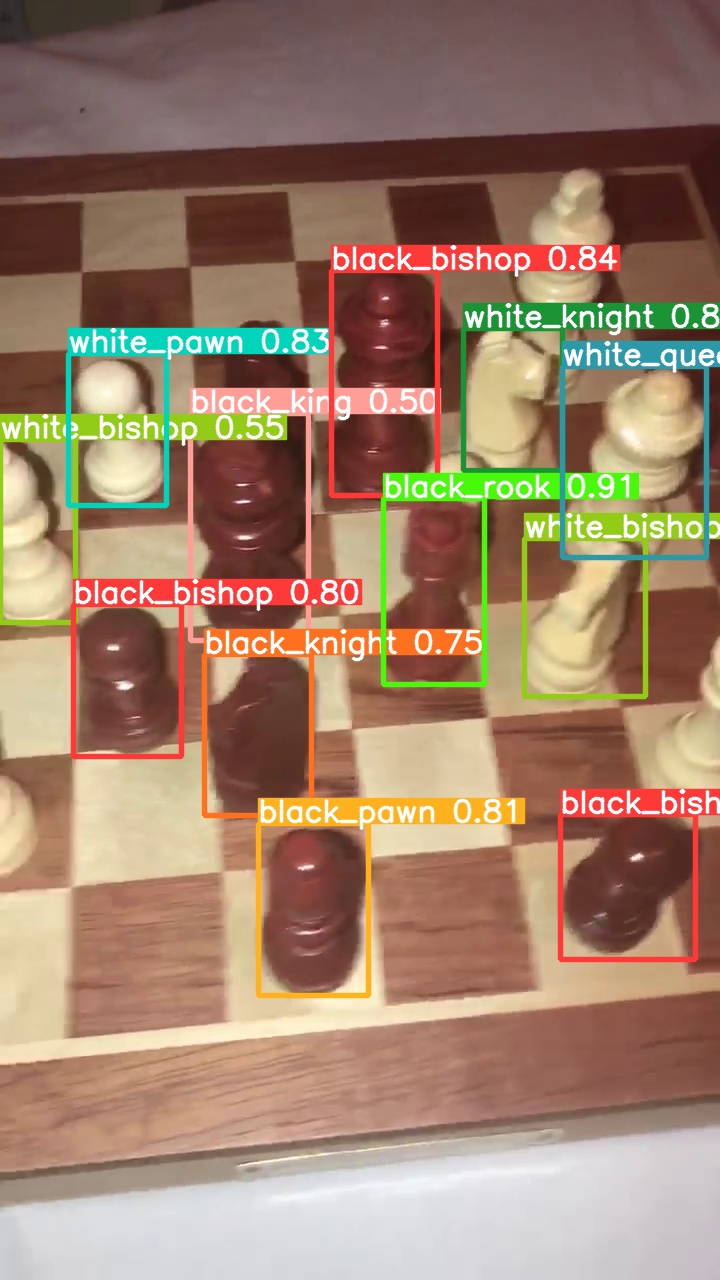 black_bishop 0.84
white_knight 0.8
white_pawn 0.83
white_que
black_king 0.50
white_bishop 0.55
black_rook 0.91
white_bishop
black_bishop 0.80
black_knight 0.75
black_bish
black_pawn 0.81